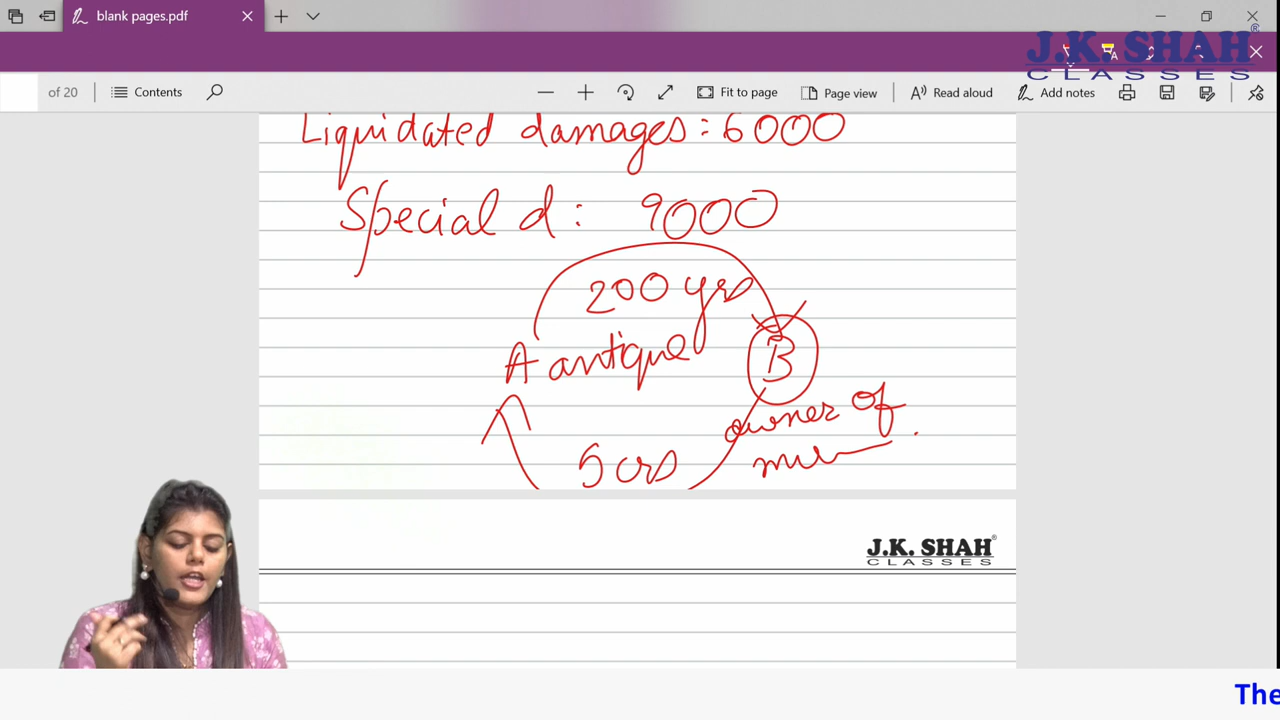 blank pages.pdf
J.K. SHAH®
CLASSES
of 20
Contents
Fit to page
Page view
Read aloud
Add notes
Liquidated damages : 6000
Special d : 9000
200 yrs
A antique
B
owner of
5 crs
J.K. SHAH®
CLASSES
The